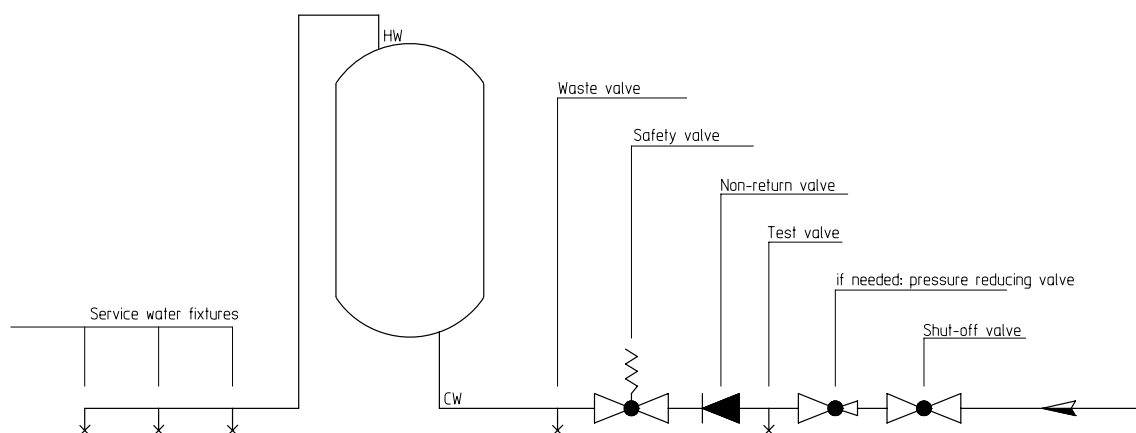 HW
Waste valve
Safety valve
Non-return valve
Test valve
if needed: pressure reducing valve
Service water fixtures
Shut-off valve
CW